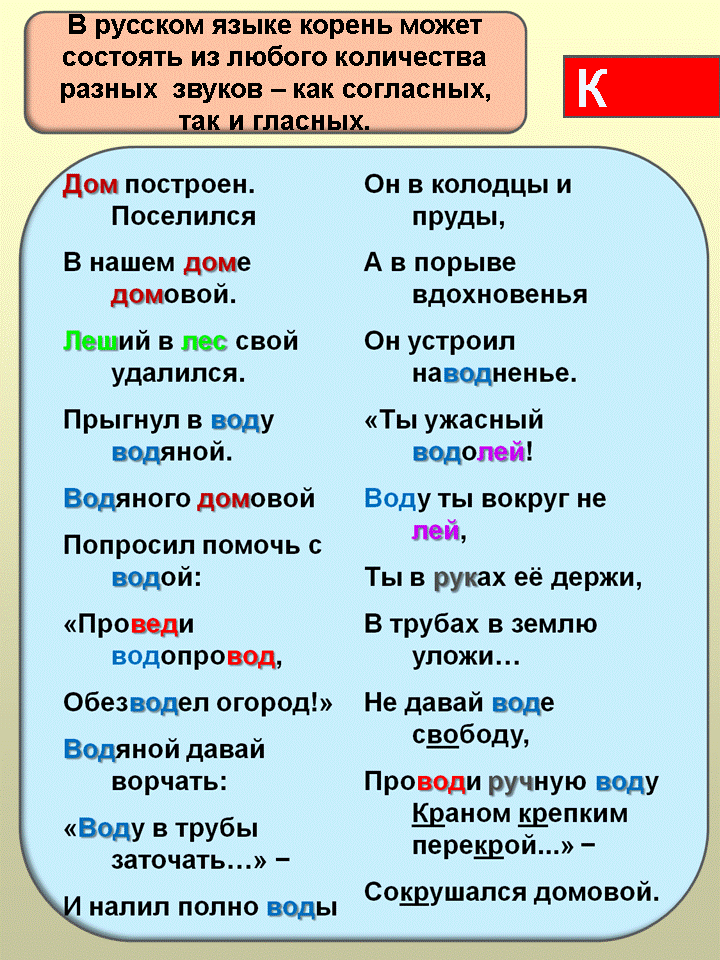 В русском языке корень может
состоять из любого количества
разных звуков – как согласных,
так и гласных.
К
Дом построен.
Поселился
В нашем доме
домовой.
Леший в лес свой
удалился.
Прыгнул в воду
водяной.
Водяного домовой
Попросил помочь с
водой:
«Проведи
водопровод,
Обезводел огород!»
Водяной давай
ворчать:
«Воду в трубы
заточать…» –
И налил полно воды
Он в колодцы и
пруды,
А в порыве
вдохновенья
Он устроил
наводненье.
«Ты ужасный
водолей!
Воду ты вокруг не
лей,
Ты в руках её держи,
В трубах в землю
уложи…
Не давай воде
свободу,
Проводи ручную воду
Краном крепким
перекрой...» –
Сокрушался домовой.